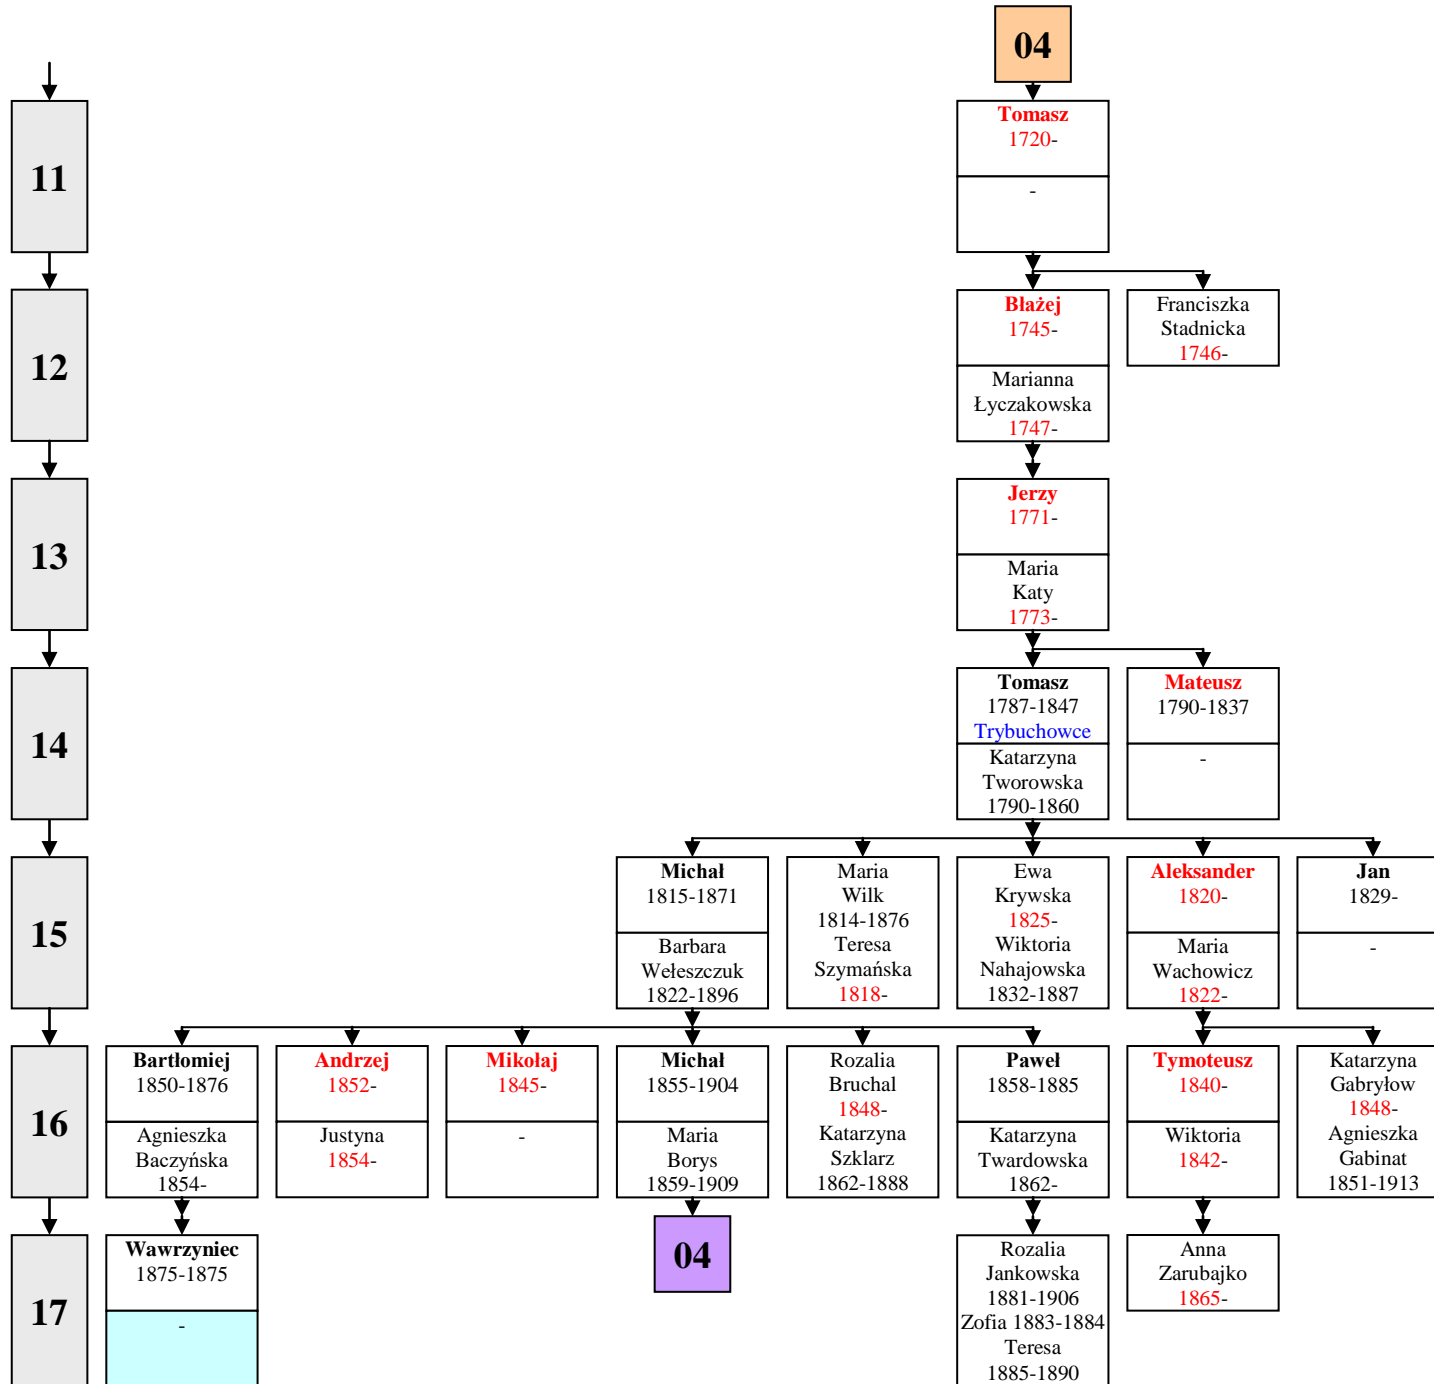 04
11
Tomasz
1720-
-
12
Błażej
1745-
Marianna
Łyczakowska
1747-
Franciszka
Stadnicka
1746-
13
Jerzy
1771-
Maria
Katy
1773-
14
Tomasz
1787-1847
Trybuchowce
Katarzyna
Tworowska
1790-1860
Mateusz
1790-1837
-
15
Michał
1815-1871
Barbara
Wełeszczuk
1822-1896
Maria
Wilk
1814-1876
Teresa
Szymańska
1818-
Ewa
Krywska
1825-
Wiktoria
Nahajowska
1832-1887
Aleksander
1820-
Maria
Wachowicz
1822-
Jan
1829-
-
16
Bartłomiej
1850-1876
Agnieszka
Baczyńska
1854-
Andrzej
1852-
Justyna
1854-
Mikołaj
1845-
-
Michał
1855-1904
Maria
Borys
1859-1909
Rozalia
Bruchal
1848-
Katarzyna
Szklarz
1862-1888
Paweł
1858-1885
Katarzyna
Twardowska
1862-
Tymoteusz
1840-
Wiktoria
1842-
Katarzyna
Gabryłow
1848-
Agnieszka
Gabinat
1851-1913
17
Wawrzyniec
1875-1875
-
04
Rozalia
Jankowska
1881-1906
Zofia 1883-1884
Teresa
1885-1890
Anna
Zarubajko
1865-